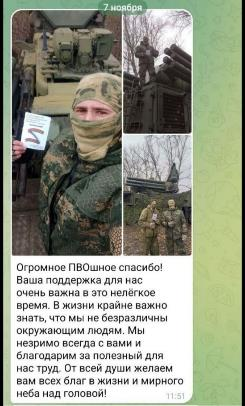 7 ноября
Огромное ПВОшное спасибо!
Ваша поддержка для нас
очень важна в это нелёгкое
время. В жизни крайне важно
знать, что мы не безразличны
окружающим людям. Мы
незримо всегда с вами и
благодарим за полезный для
нас труд. От всей души желаем
вам всех благ в жизни и мирного
неба над головой!
11:51